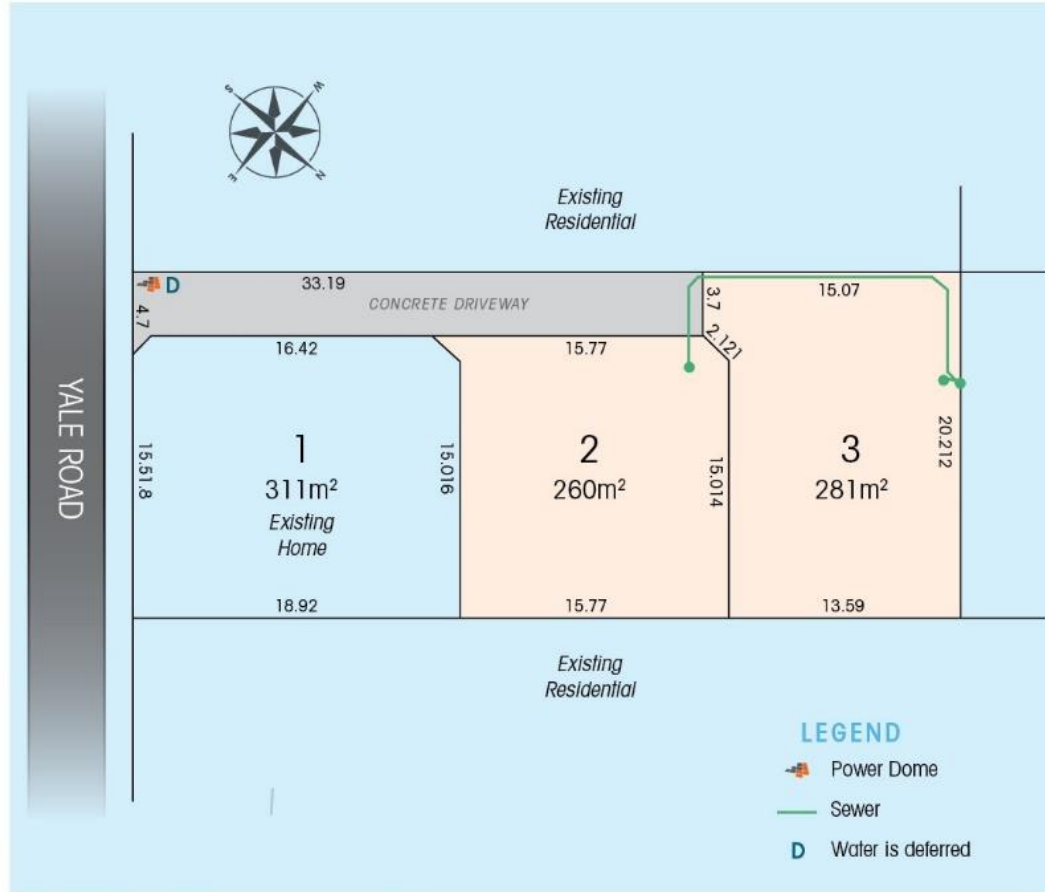 S
W
E
N
Existing
Residential
D
33.19
15.07
4.7
CONCRETE DRIVEWAY
3.7
2.121
16.42
15.77
YALE ROAD
15.51.8
1
311m²
Existing
Home
15.016
2
260m²
15.014
3
281m²
20.212
18.92
15.77
13.59
Existing
Residential
LEGEND
Power Dome
Sewer
D Water is deferred